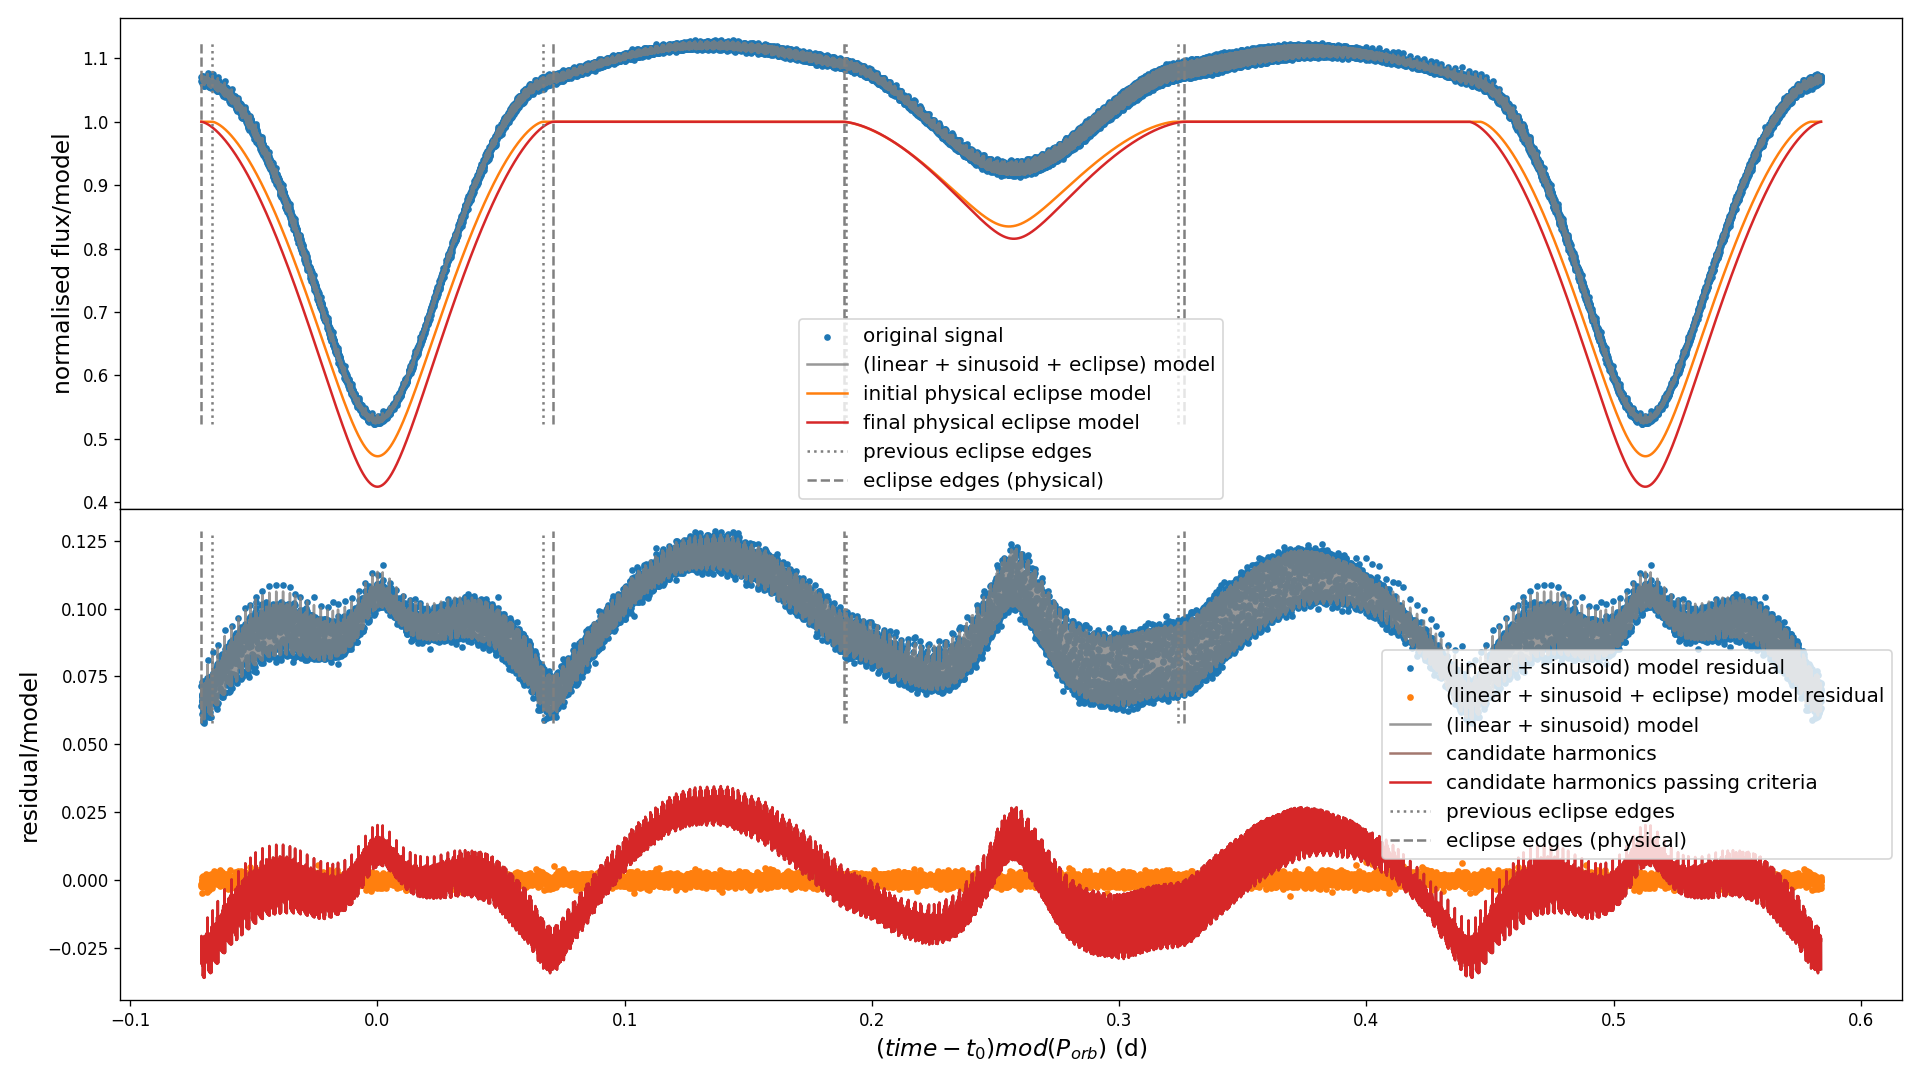 normalised flux/model
1.1
1.0
0.9
0.8
0.7
0.6
0.5
0.4
original signal
(linear + sinusoid + eclipse) model
initial physical eclipse model
final physical eclipse model
previous eclipse edges
eclipse edges (physical)
residual/model
0.125
0.100
0.075
0.050
0.025
0.000
−0.025
(linear + sinusoid) model residual
(linear + sinusoid + eclipse) model residual
(linear + sinusoid) model
candidate harmonics
candidate harmonics passing criteria
previous eclipse edges
eclipse edges (physical)
−0.1 0.0 0.1 0.2 0.3 0.4 0.5 0.6
(time − t₀)mod(P_orb) (d)